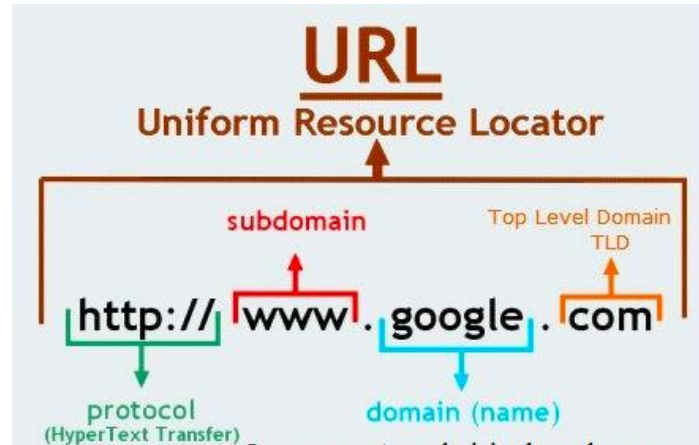 URL
Uniform Resource Locator
subdomain
Top Level Domain
TLD
http:// www . google . com
protocol
(HyperText Transfer)
domain (name)